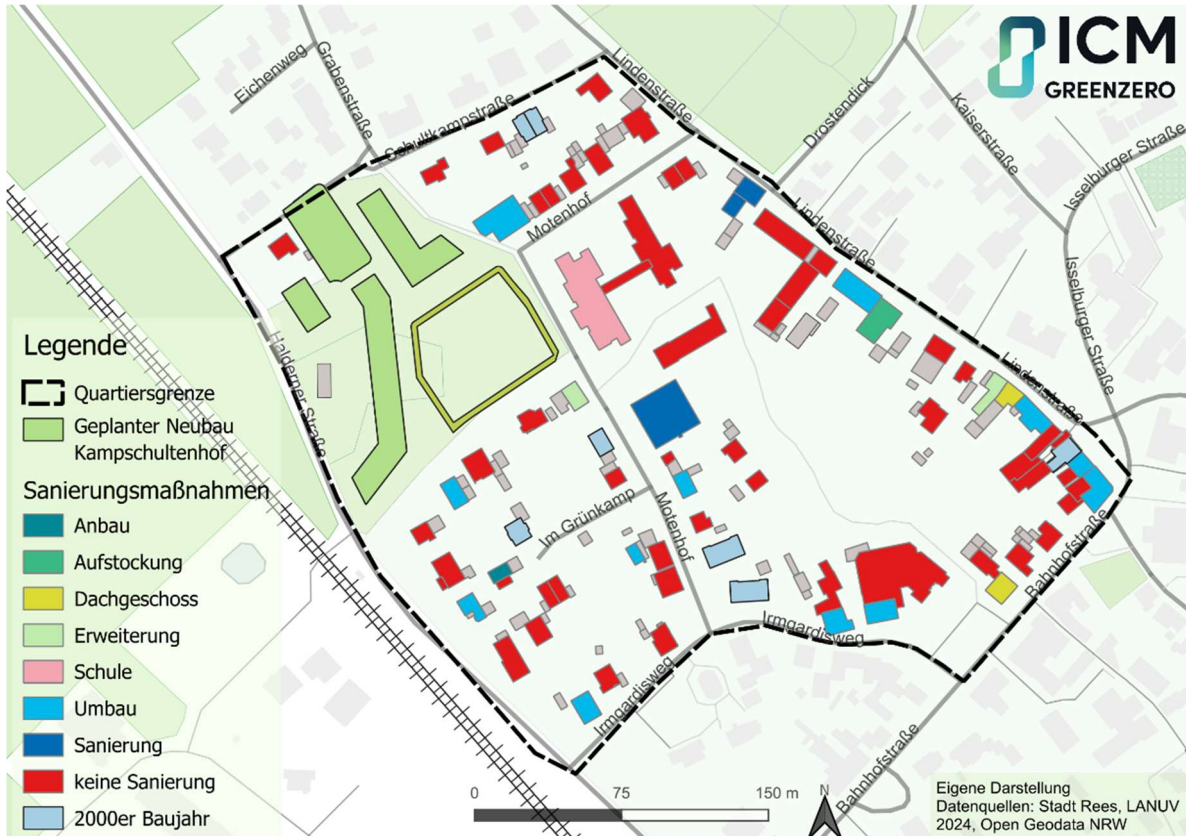 ICM
GREENZERO
Eichenweg
Grabenstraße
Schultkampstraße
Lindenstraße
Drostendick
Kaiserstraße
Isselburger Straße
Motenhof
Lindenstraße
Isselburger Straße
Halderner Straße
Lindenstraße
Im Grünkamp
Motenhof
Bahnhofstraße
Irmgardisweg
Irmgardisweg
Bahnhofstraße
Legende
Quartiersgrenze
Geplanter Neubau
Kampschultenhof
Sanierungsmaßnahmen
Anbau
Aufstockung
Dachgeschoss
Erweiterung
Schule
Umbau
Sanierung
keine Sanierung
2000er Baujahr
0 75 150 m
N
Eigene Darstellung
Datenquellen: Stadt Rees, LANUV
2024, Open Geodata NRW